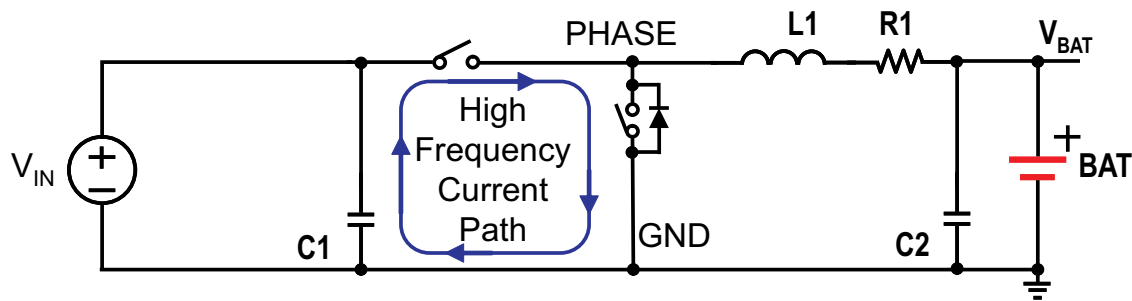 PHASE
L1
R1
V_BAT
V_IN
+
−
High
Frequency
Current
Path
C1
GND
C2
+
BAT